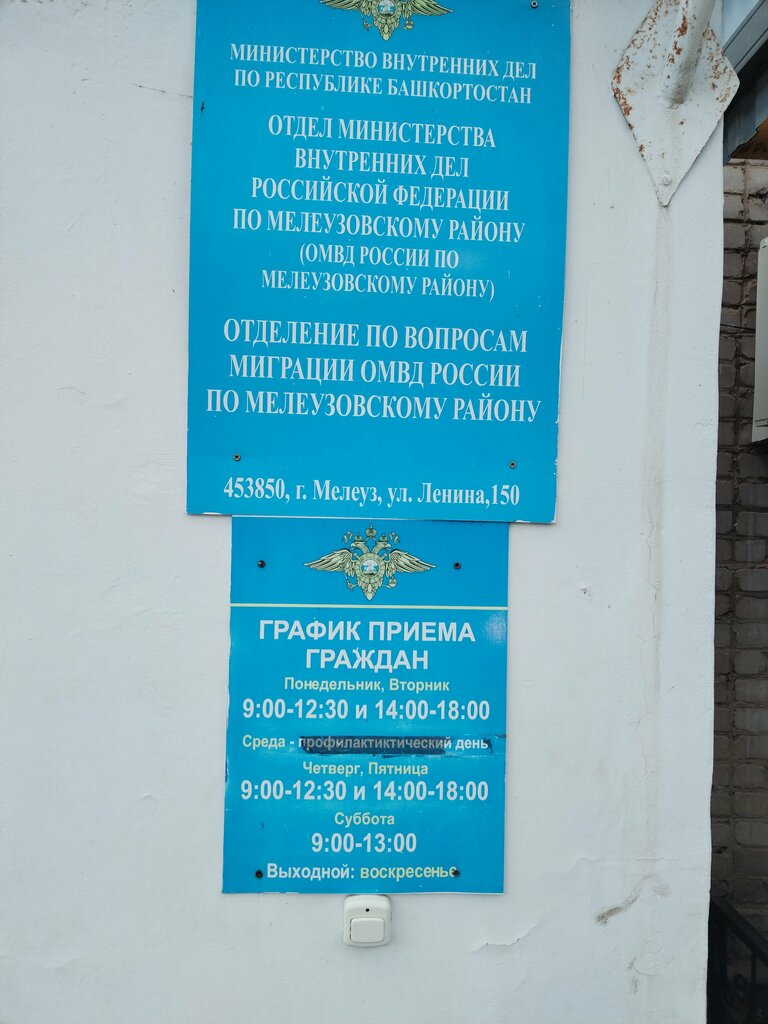 МИНИСТЕРСТВО ВНУТРЕННИХ ДЕЛ
ПО РЕСПУБЛИКЕ БАШКОРТОСТАН
ОТДЕЛ МИНИСТЕРСТВА
ВНУТРЕННИХ ДЕЛ
РОССИЙСКОЙ ФЕДЕРАЦИИ
ПО МЕЛЕУЗОВСКОМУ РАЙОНУ
(ОМВД РОССИИ ПО
МЕЛЕУЗОВСКОМУ РАЙОНУ)
ОТДЕЛЕНИЕ ПО ВОПРОСАМ
МИГРАЦИИ ОМВД РОССИИ
ПО МЕЛЕУЗОВСКОМУ РАЙОНУ
453850, г. Мелеуз, ул. Ленина,150
ГРАФИК ПРИЕМА
ГРАЖДАН
Понедельник, Вторник
9:00-12:30 и 14:00-18:00
Среда - профилактиктический день
Четверг, Пятница
9:00-12:30 и 14:00-18:00
Суббота
9:00-13:00
Выходной: воскресенье